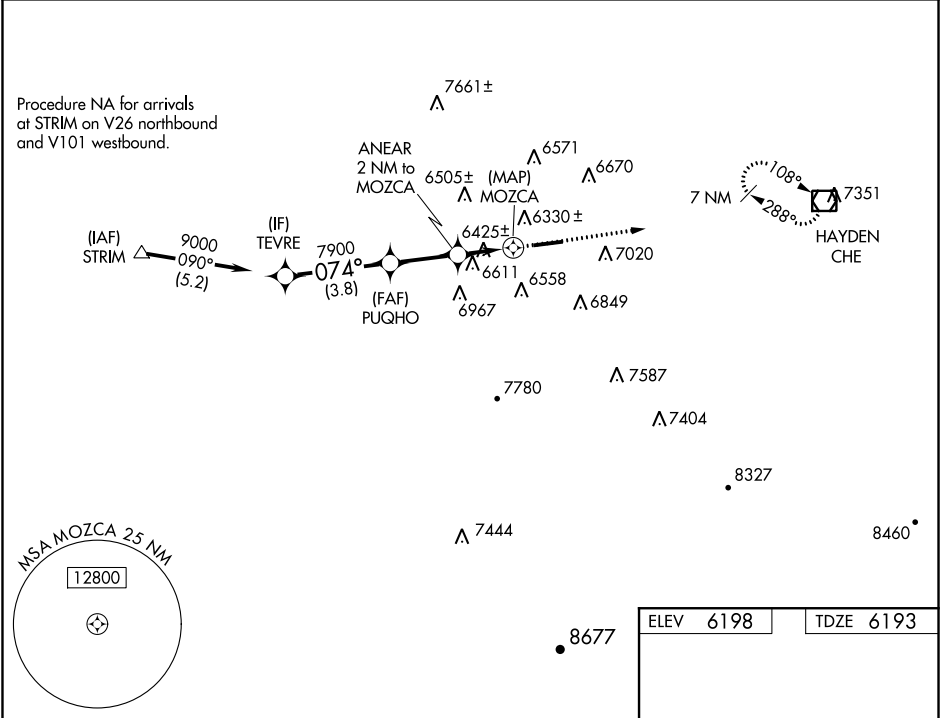 Procedure NA for arrivals
at STRIM on V26 northbound
and V101 westbound.
7661±
ANEAR
2 NM to
MOZCA
6571
6505±
(MAP)
MOZCA
6670
108°
7 NM
288°
7351
HAYDEN
CHE
6330±
(IAF)
STRIM
9000
090°
(5.2)
(IF)
TEVRE
7900
074°
(3.8)
(FAF)
PUQHO
6425±
6611
6558
7020
6967
6849
7587
7780
7404
8327
7444
8460
MSA MOZCA 25 NM
12800
8677
ELEV 6198
TDZE 6193